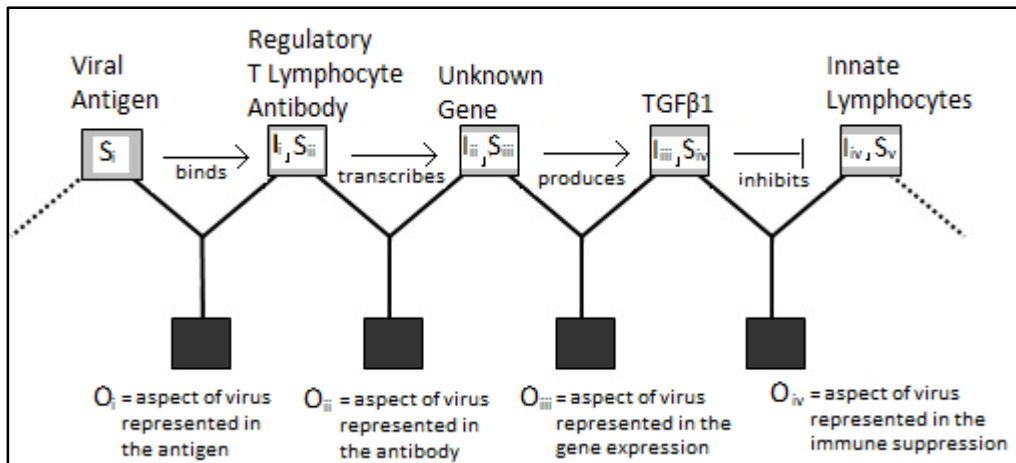 Viral
Antigen
Regulatory
T Lymphocyte
Antibody
Unknown
Gene
TGFβ1
Innate
Lymphocytes
Si
Ii,Sii
Iii,Siii
Iiii,Siv
Iiv,Sv
binds
transcribes
produces
inhibits
Oi = aspect of virus
represented in
the antigen
Oii = aspect of virus
represented in
the antibody
Oiii = aspect of virus
represented in the
gene expression
Oiv = aspect of virus
represented in the
immune suppression